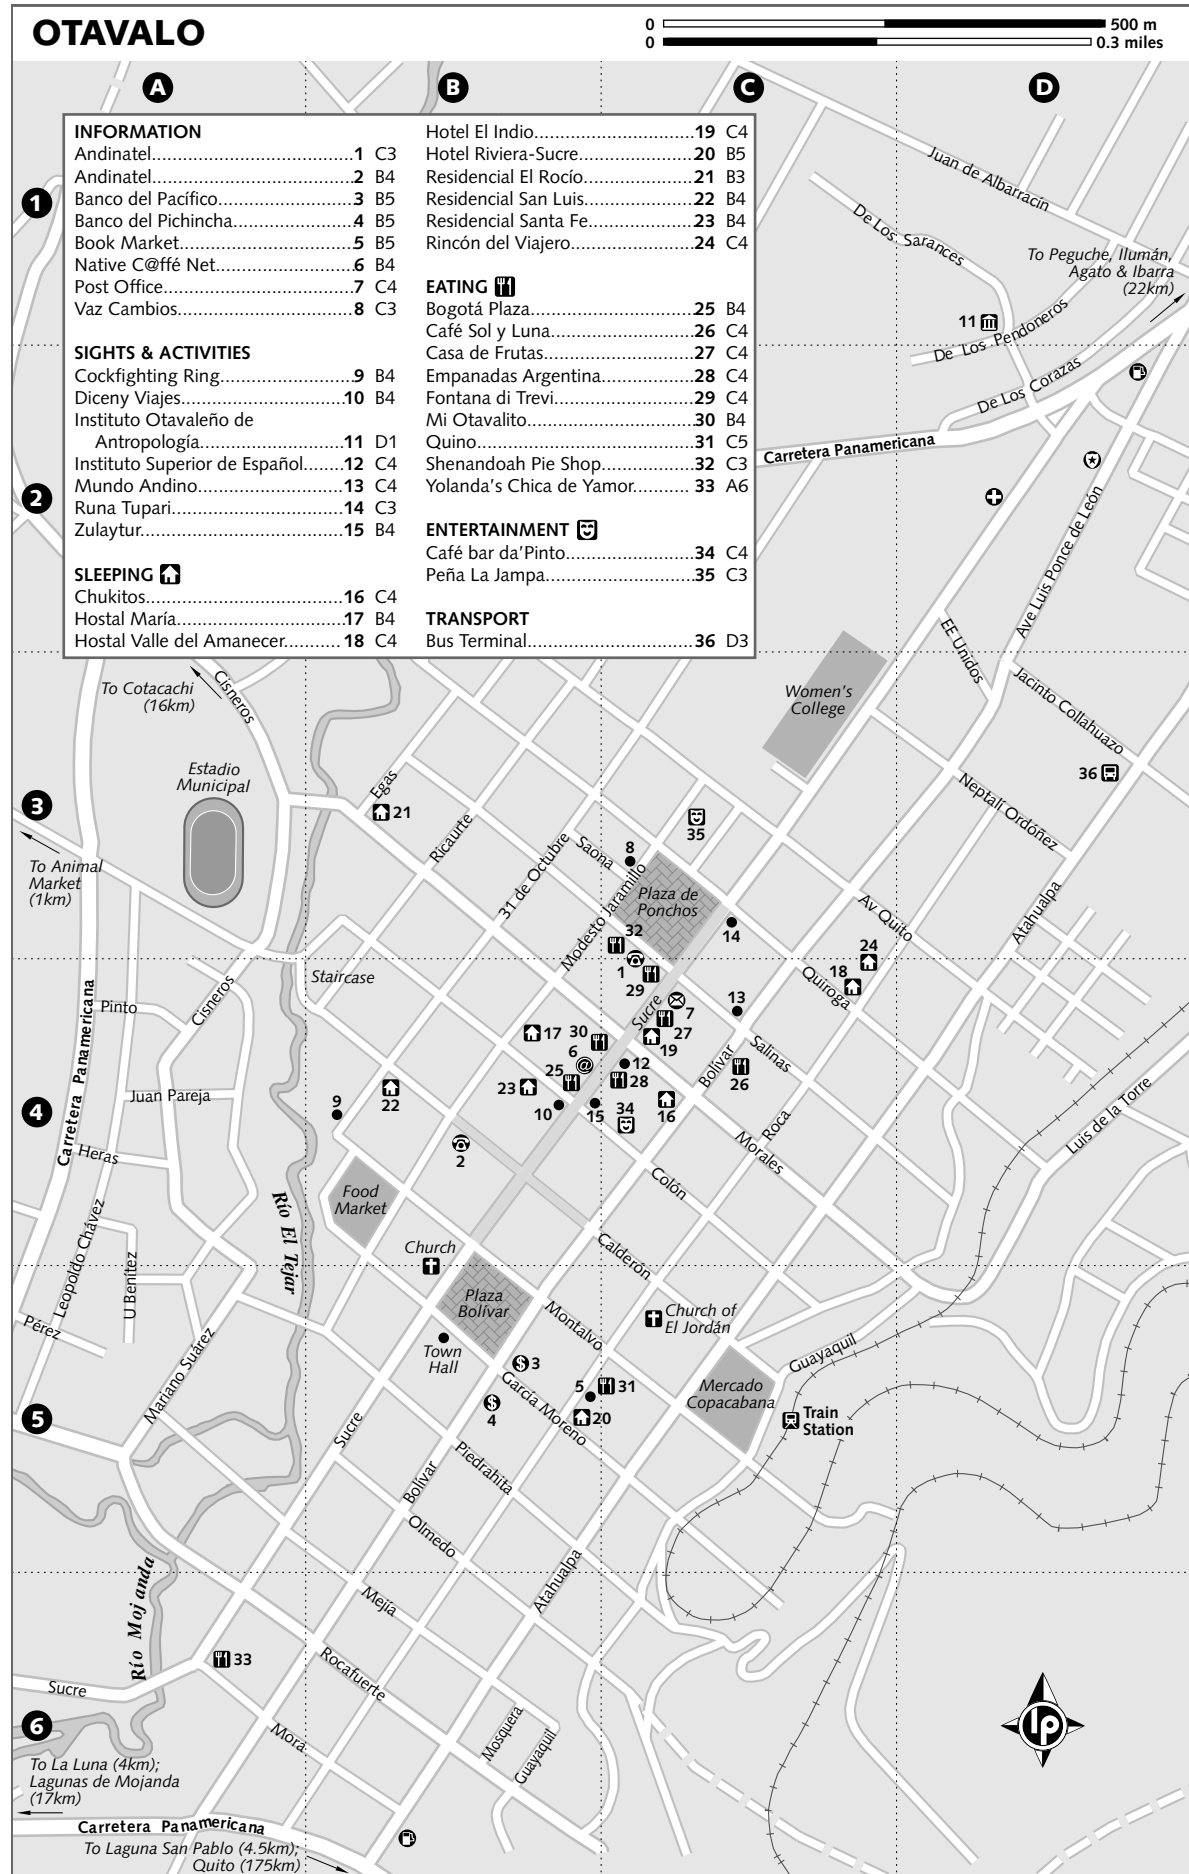 OTAVALO
0 500 m
0 0.3 miles
A
B
C
D
1
2
3
4
5
6
INFORMATION
Andinatel..........1 C3
Andinatel..........2 B4
Banco del Pacífico..........3 B5
Banco del Pichincha..........4 B5
Book Market..........5 B5
Native C@ffé Net..........6 B4
Post Office..........7 C4
Vaz Cambios..........8 C3
SIGHTS & ACTIVITIES
Cockfighting Ring..........9 B4
Diceny Viajes..........10 B4
Instituto Otavaleño de
Antropología..........11 D1
Instituto Superior de Español.......12 C4
Mundo Andino..........13 C4
Runa Tupari..........14 C3
Zulaytur..........15 B4
SLEEPING
Chukitos..........16 C4
Hostal María..........17 B4
Hostal Valle del Amanecer..........18 C4
Hotel El Indio..........19 C4
Hotel Riviera-Sucre..........20 B5
Residencial El Rocío..........21 B3
Residencial San Luis..........22 B4
Residencial Santa Fe..........23 B4
Rincón del Viajero..........24 C4
EATING
Bogotá Plaza..........25 B4
Café Sol y Luna..........26 C4
Casa de Frutas..........27 C4
Empanadas Argentina..........28 C4
Fontana di Trevi..........29 C4
Mi Otavalito..........30 B4
Quino..........31 C5
Shenandoah Pie Shop..........32 C3
Yolanda's Chica de Yamor..........33 A6
ENTERTAINMENT
Café bar da'Pinto..........34 C4
Peña La Jampa..........35 C3
TRANSPORT
Bus Terminal..........36 D3
Juan de Albarracín
De Los Sarances
To Peguche, Ilumán,
Agato & Ibarra
(22km)
11
De Los Pendoneros
De Los Corazas
Carretera Panamericana
Ave Luis Ponce de León
EE Unidos
Jacinto Collahuazo
Women's
College
To Cotacachi
(16km)
Cisneros
Estadio
Municipal
Egas
21
36
Neptalí Ordóñez
35
8
Ricaurte
31 de Octubre
Saona
Modesto Jaramillo
Plaza de
Ponchos
To Animal
Market
(1km)
Av Quito
Atahualpa
14
32
24
18
Quiroga
1
29
Staircase
Cisneros
Pinto
Carretera Panamericana
Sucre
7
13
27
17
30
6
19
Salinas
12
Bolívar
25
28
26
23
Juan Pareja
22
9
10
15
34
16
Roca
Morales
Luis de la Torre
2
Heras
Colón
Food
Market
Río El Tejar
Leopoldo Chávez
U Benítez
Church
Calderón
Plaza
Bolívar
Montalvo
Church of
El Jordán
Pérez
Town
Hall
Mariano Suárez
3
Guayaquil
García Moreno
5
31
Mercado
Copacabana
4
20
Train
Station
Sucre
Piedrahita
Bolívar
Olmedo
Río Mojanda
Mejía
Atahualpa
33
Rocafuerte
Sucre
Mora
Mosquera
Guayaquil
lp
To La Luna (4km);
Lagunas de Mojanda
(17km)
Carretera Panamericana
To Laguna San Pablo (4.5km);
Quito (175km)